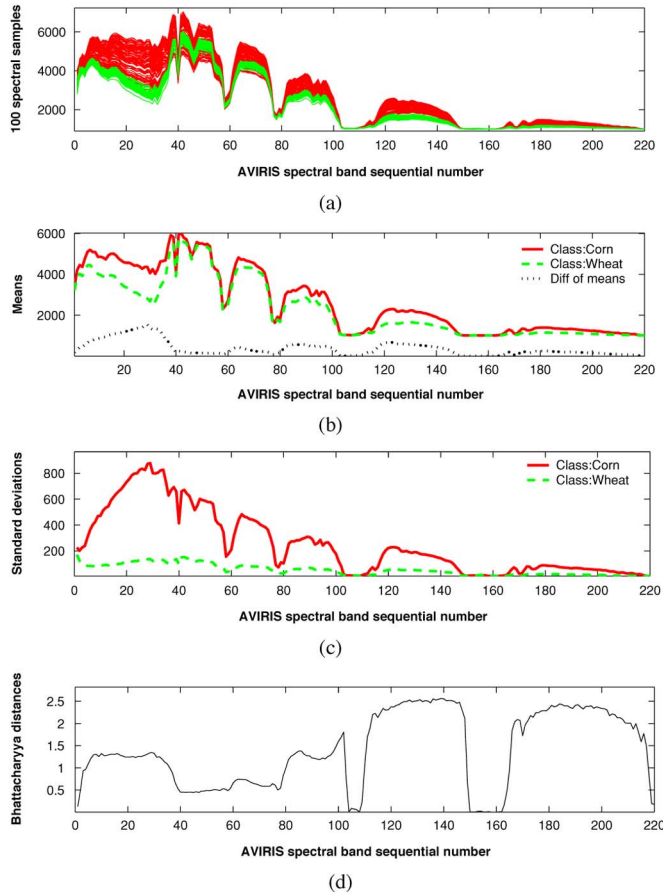 100 spectral samples
6000
4000
2000
0 20 40 60 80 100 120 140 160 180 200 220
AVIRIS spectral band sequential number
(a)
Means
6000
4000
2000
Class:Corn
Class:Wheat
Diff of means
20 40 60 80 100 120 140 160 180 200 220
AVIRIS spectral band sequential number
(b)
Standard deviations
800
600
400
200
Class:Corn
Class:Wheat
0 20 40 60 80 100 120 140 160 180 200 220
AVIRIS spectral band sequential number
(c)
Bhattacharyya distances
2.5
2
1.5
1
0.5
0 20 40 60 80 100 120 140 160 180 200 220
AVIRIS spectral band sequential number
(d)